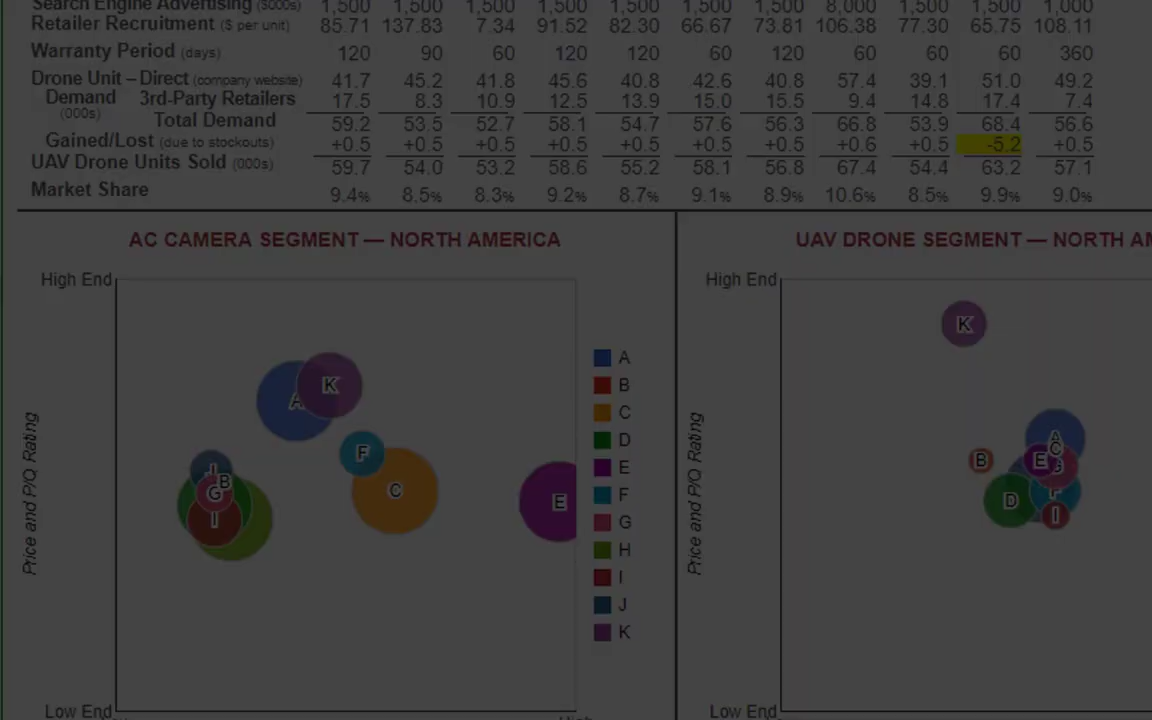 Search Engine Advertising ($000s) 1,500 1,500 1,500 1,500 1,500 1,500 1,500 8,000 1,500 1,500 1,000
Retailer Recruitment ($ per unit) 85.71 137.83 7.34 91.52 82.30 66.67 73.81 106.38 77.30 65.75 108.11
Warranty Period (days) 120 90 60 120 120 60 120 60 60 60 360
Drone Unit – Direct (company website) 41.7 45.2 41.8 45.6 40.8 42.6 40.8 57.4 39.1 51.0 49.2
Demand 3rd-Party Retailers 17.5 8.3 10.9 12.5 13.9 15.0 15.5 9.4 14.8 17.4 7.4
(000s) Total Demand 59.2 53.5 52.7 58.1 54.7 57.6 56.3 66.8 53.9 68.4 56.6
Gained/Lost (due to stockouts) +0.5 +0.5 +0.5 +0.5 +0.5 +0.5 +0.5 +0.6 +0.5 -5.2 +0.5
UAV Drone Units Sold (000s) 59.7 54.0 53.2 58.6 55.2 58.1 56.8 67.4 54.4 63.2 57.1
Market Share 9.4% 8.5% 8.3% 9.2% 8.7% 9.1% 8.9% 10.6% 8.5% 9.9% 9.0%
AC CAMERA SEGMENT — NORTH AMERICA
High End
Price and P/Q Rating
A
K
F
C
E
J
B
G
I
Low End
High
A
B
C
D
E
F
G
H
I
J
K
UAV DRONE SEGMENT — NORTH AM
High End
Price and P/Q Rating
K
A
C
B
E
G
D
F
I
Low End